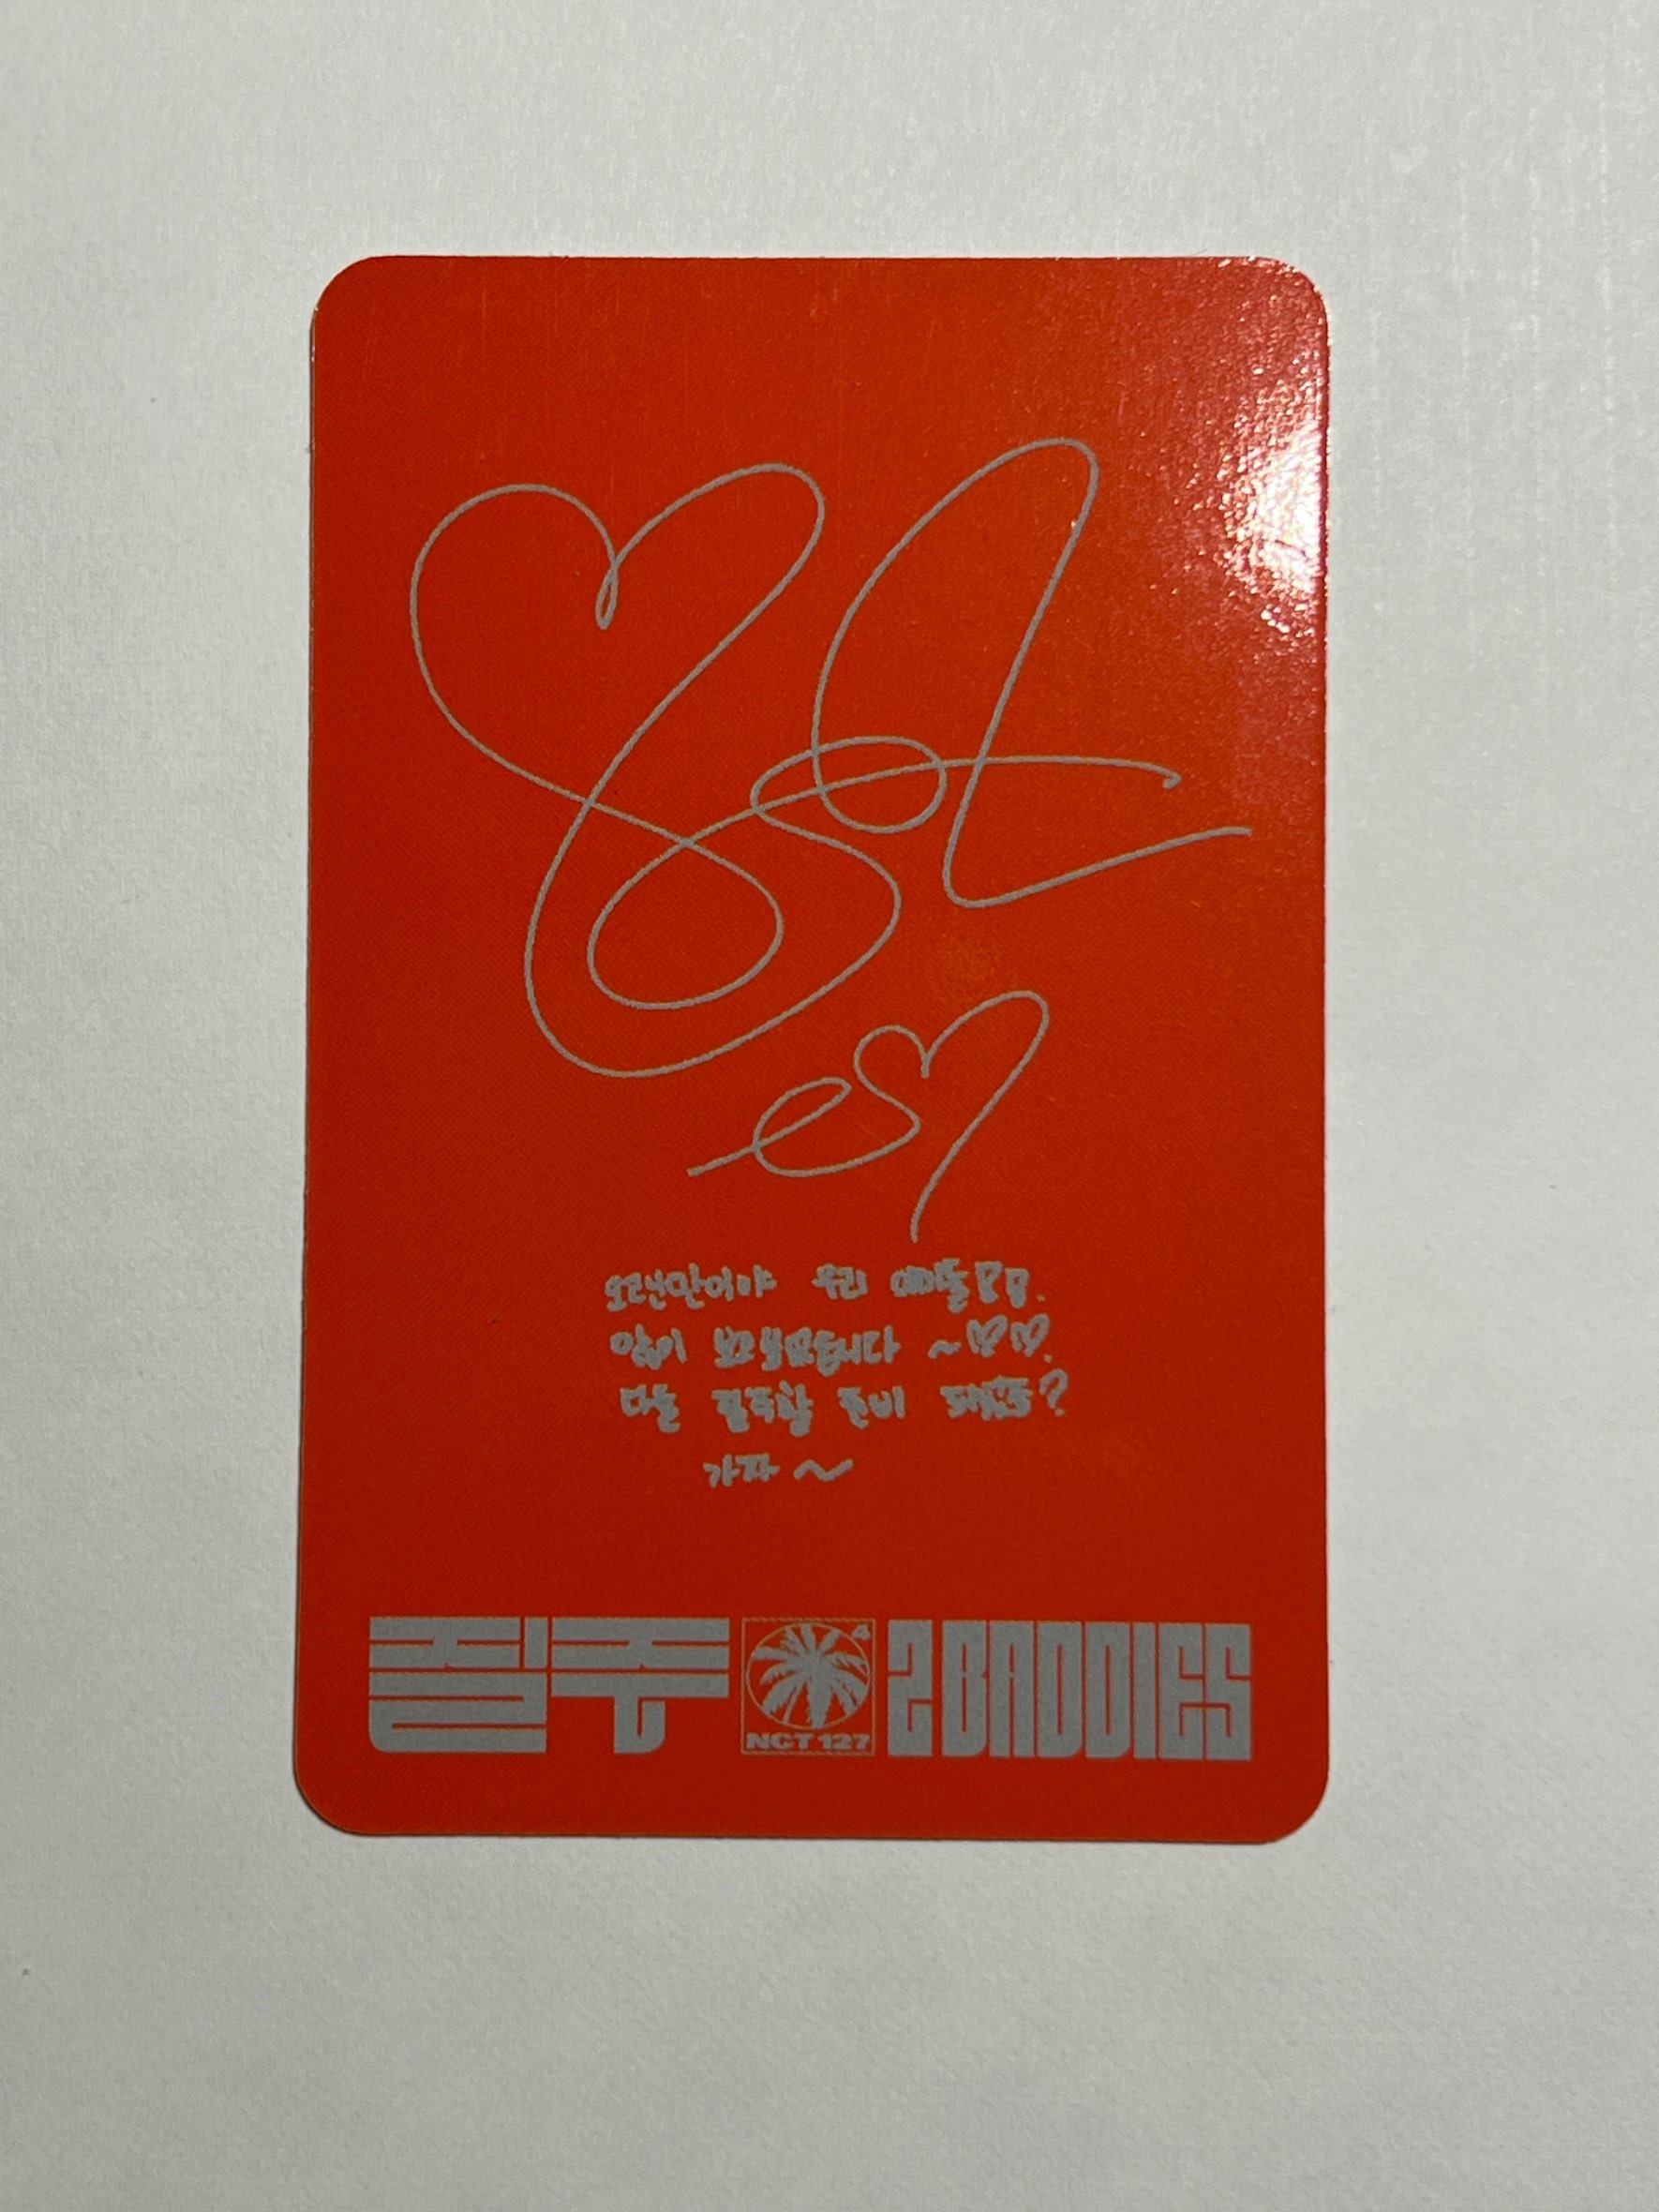 오랜만이야 우리
많이 보고싶었습니다 ~♡♡.
다들 질주할 준비 됐죠?
가자~
질주 NCT 127 4 2 BADDIES